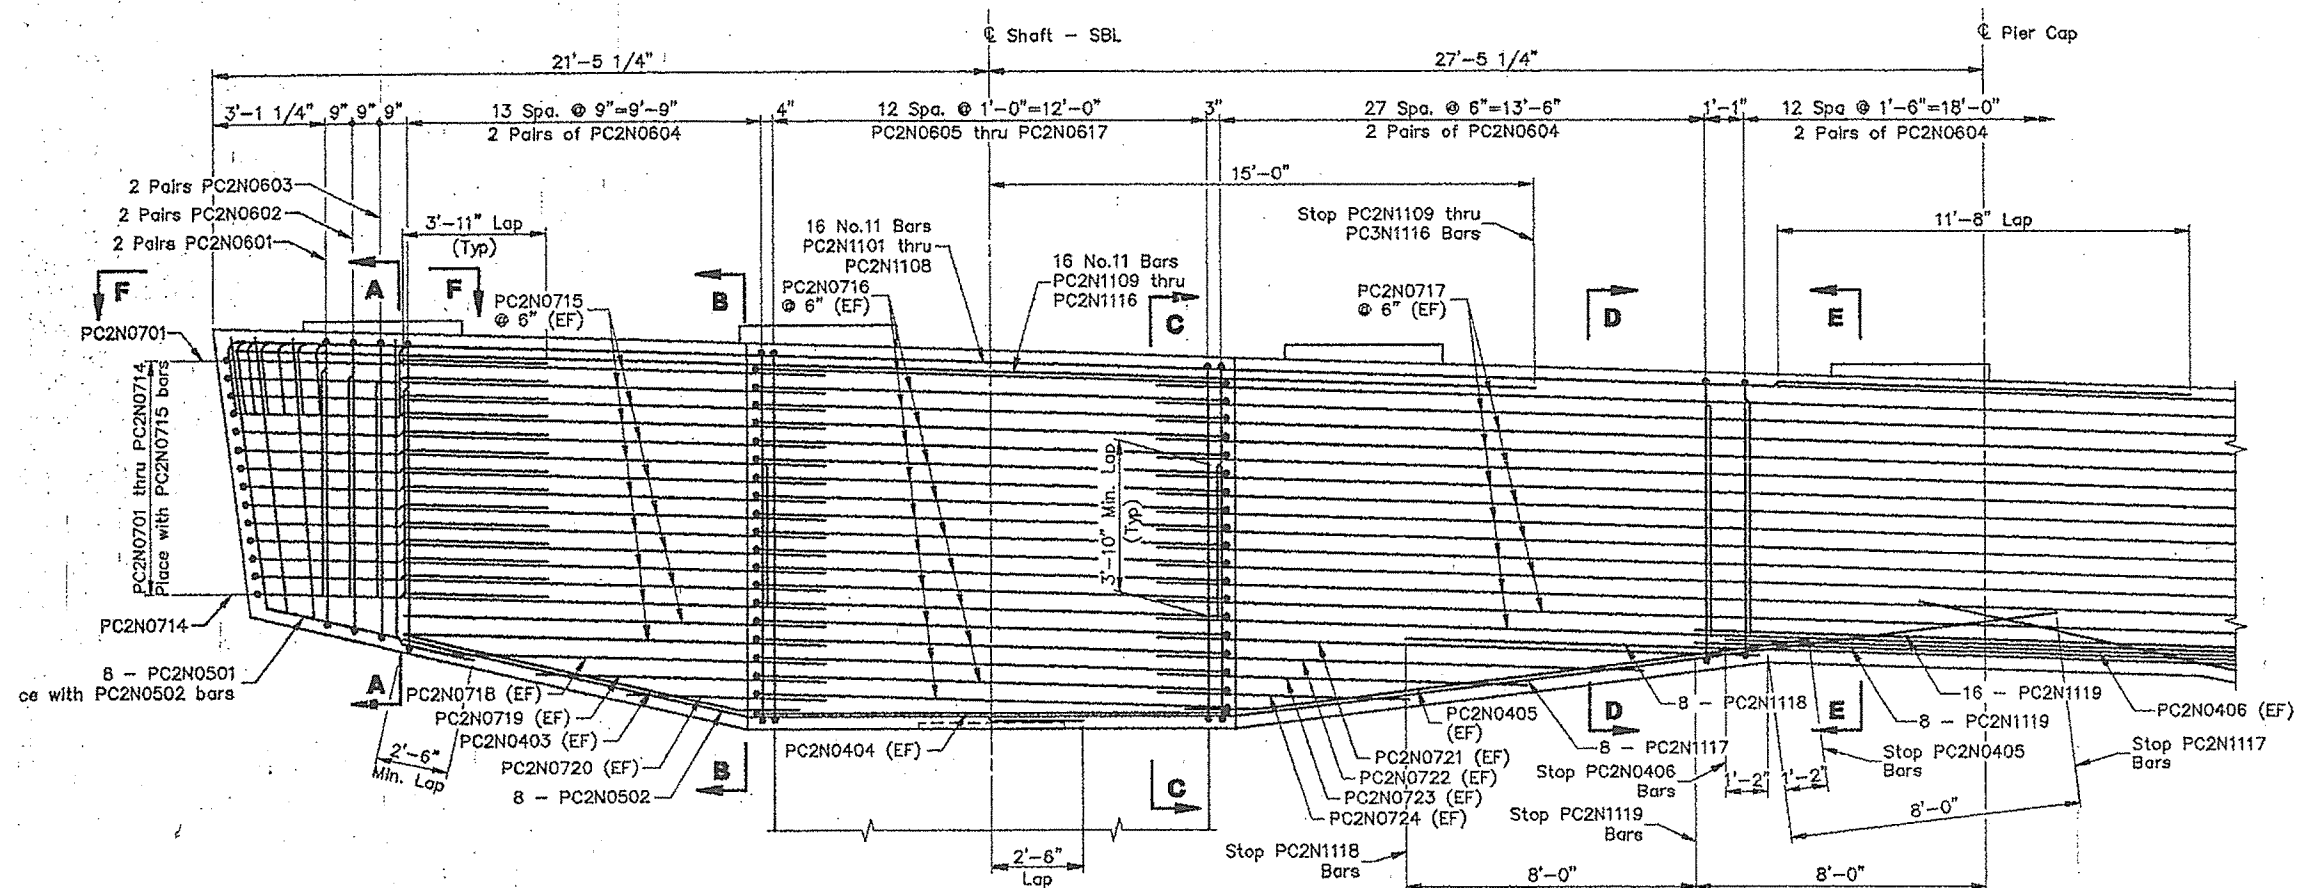 ℄ Shaft - SBL
℄ Pier Cap
21'-5 1/4"
27'-5 1/4"
3'-1 1/4"
9"
9"
9"
13 Spa. @ 9"=9'-9"
2 Pairs of PC2N0604
4"
12 Spa. @ 1'-0"=12'-0"
PC2N0605 thru PC2N0617
3"
27 Spa. @ 6"=13'-6"
2 Pairs of PC2N0604
1'-1"
12 Spa @ 1'-6"=18'-0"
2 Pairs of PC2N0604
15'-0"
2 Pairs PC2N0603
2 Pairs PC2N0602
2 Pairs PC2N0601
3'-11" Lap
(Typ)
16 No.11 Bars
PC2N1101 thru
PC2N1108
16 No.11 Bars
PC2N1109 thru
PC2N1116
Stop PC2N1109 thru
PC3N1116 Bars
11'-8" Lap
F
A
F
B
C
D
E
PC2N0715
@ 6" (EF)
PC2N0716
@ 6" (EF)
PC2N0717
@ 6" (EF)
PC2N0701
PC2N0701 thru PC2N0714
Place with PC2N0715 bars
3'-10" Min. Lap
(Typ)
PC2N0714
8 - PC2N0501
ce with PC2N0502 bars
A
PC2N0718 (EF)
PC2N0719 (EF)
PC2N0403 (EF)
PC2N0720 (EF)
8 - PC2N0502
2'-6"
Min. Lap
B
PC2N0404 (EF)
C
PC2N0405
(EF)
8 - PC2N1117
PC2N0721 (EF)
PC2N0722 (EF)
PC2N0723 (EF)
PC2N0724 (EF)
D
8 - PC2N1118
E
16 - PC2N1119
8 - PC2N1119
PC2N0406 (EF)
Stop PC2N0406
Bars
1'-2"
1'-2"
Stop PC2N0405
Bars
Stop PC2N1117
Bars
8'-0"
Stop PC2N1119
Bars
Stop PC2N1118
Bars
2'-6"
Lap
8'-0"
8'-0"